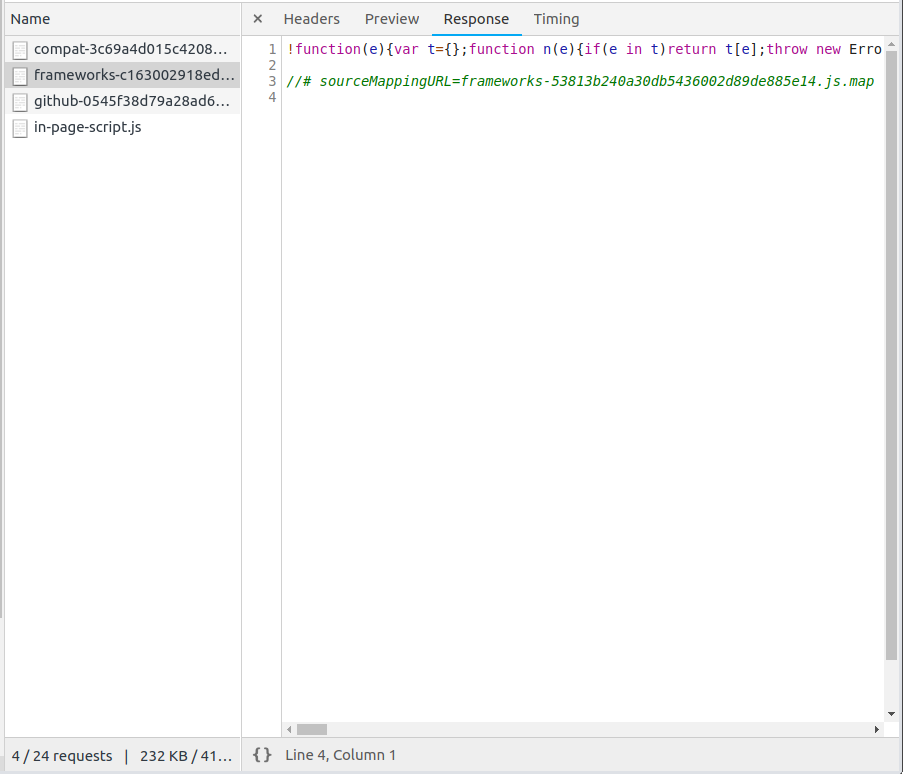 Name
× Headers Preview Response Timing
compat-3c69a4d015c4208…
frameworks-c163002918ed…
github-0545f38d79a28ad6…
in-page-script.js
1 !function(e){var t={};function n(e){if(e in t)return t[e];throw new Erro
2
3 //# sourceMappingURL=frameworks-53813b240a30db5436002d89de885e14.js.map
4
4 / 24 requests | 232 KB / 41…
{} Line 4, Column 1